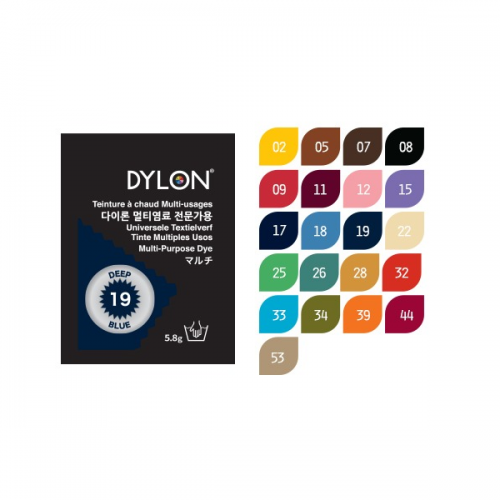 DYLON®
Teinture à chaud Multi-usages
다이론 멀티염료 전문가용
Universele Textielverf
Tinte Multiples Usos
Multi-Purpose Dye
マルチ
DEEP
19
BLUE
5.8g
02 05 07 08
09 11 12 15
17 18 19 22
25 26 28 32
33 34 39 44
53